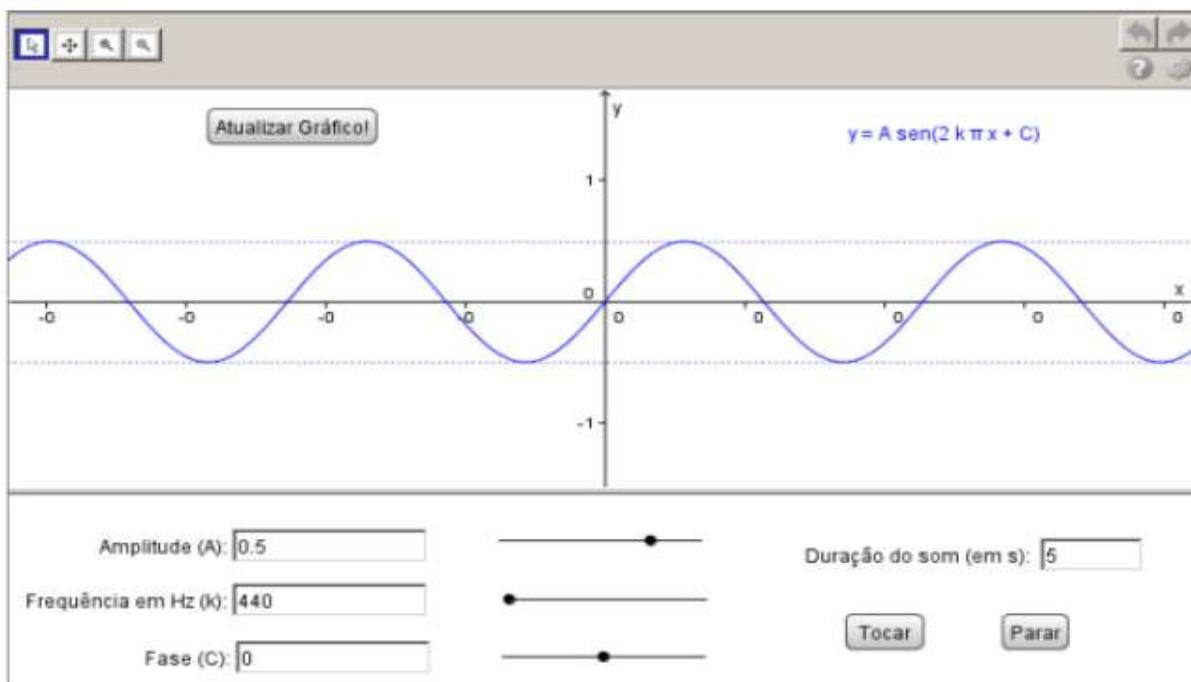 Atualizar Gráfico!
y
y = A sen(2 k π x + C)
1
0
x
-0 -0 -0 -0 0 0 0 0 0
-1
Amplitude (A): 0.5
Frequência em Hz (k): 440
Fase (C): 0
Duração do som (em s): 5
Tocar Parar
?